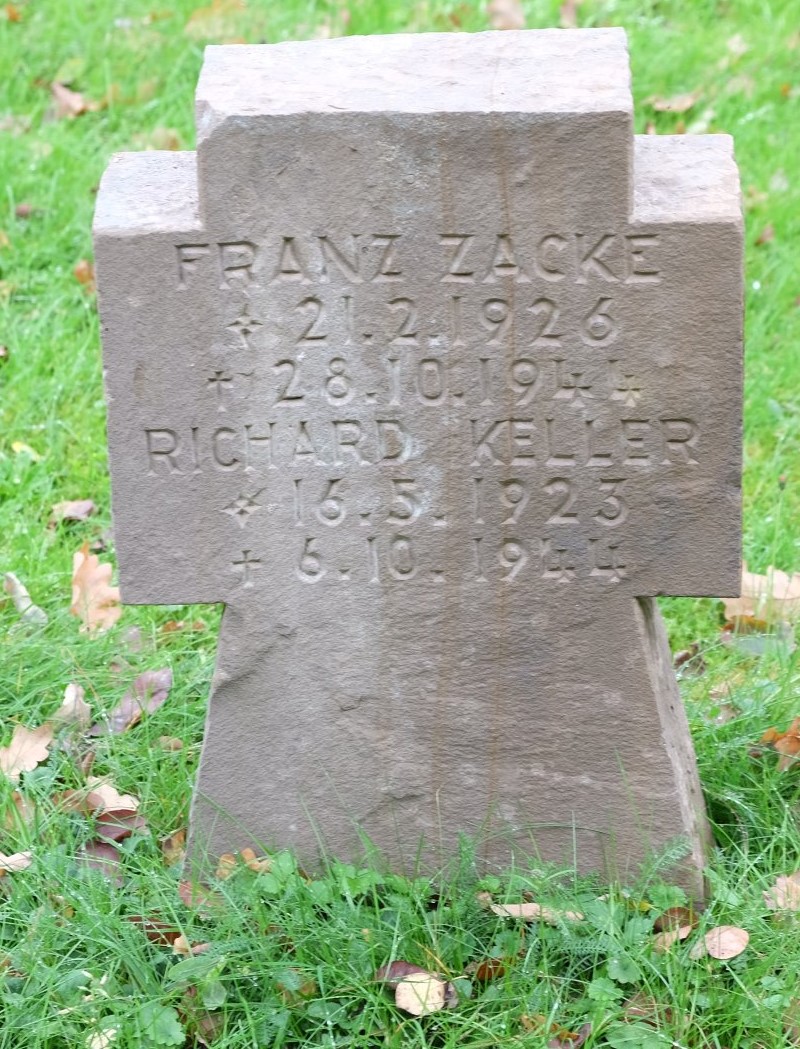 FRANZ ZACKE
✧ 21.2.1926
† 28.10.1944
RICHARD KELLER
✧ 16.5.1923
† 6.10.1944